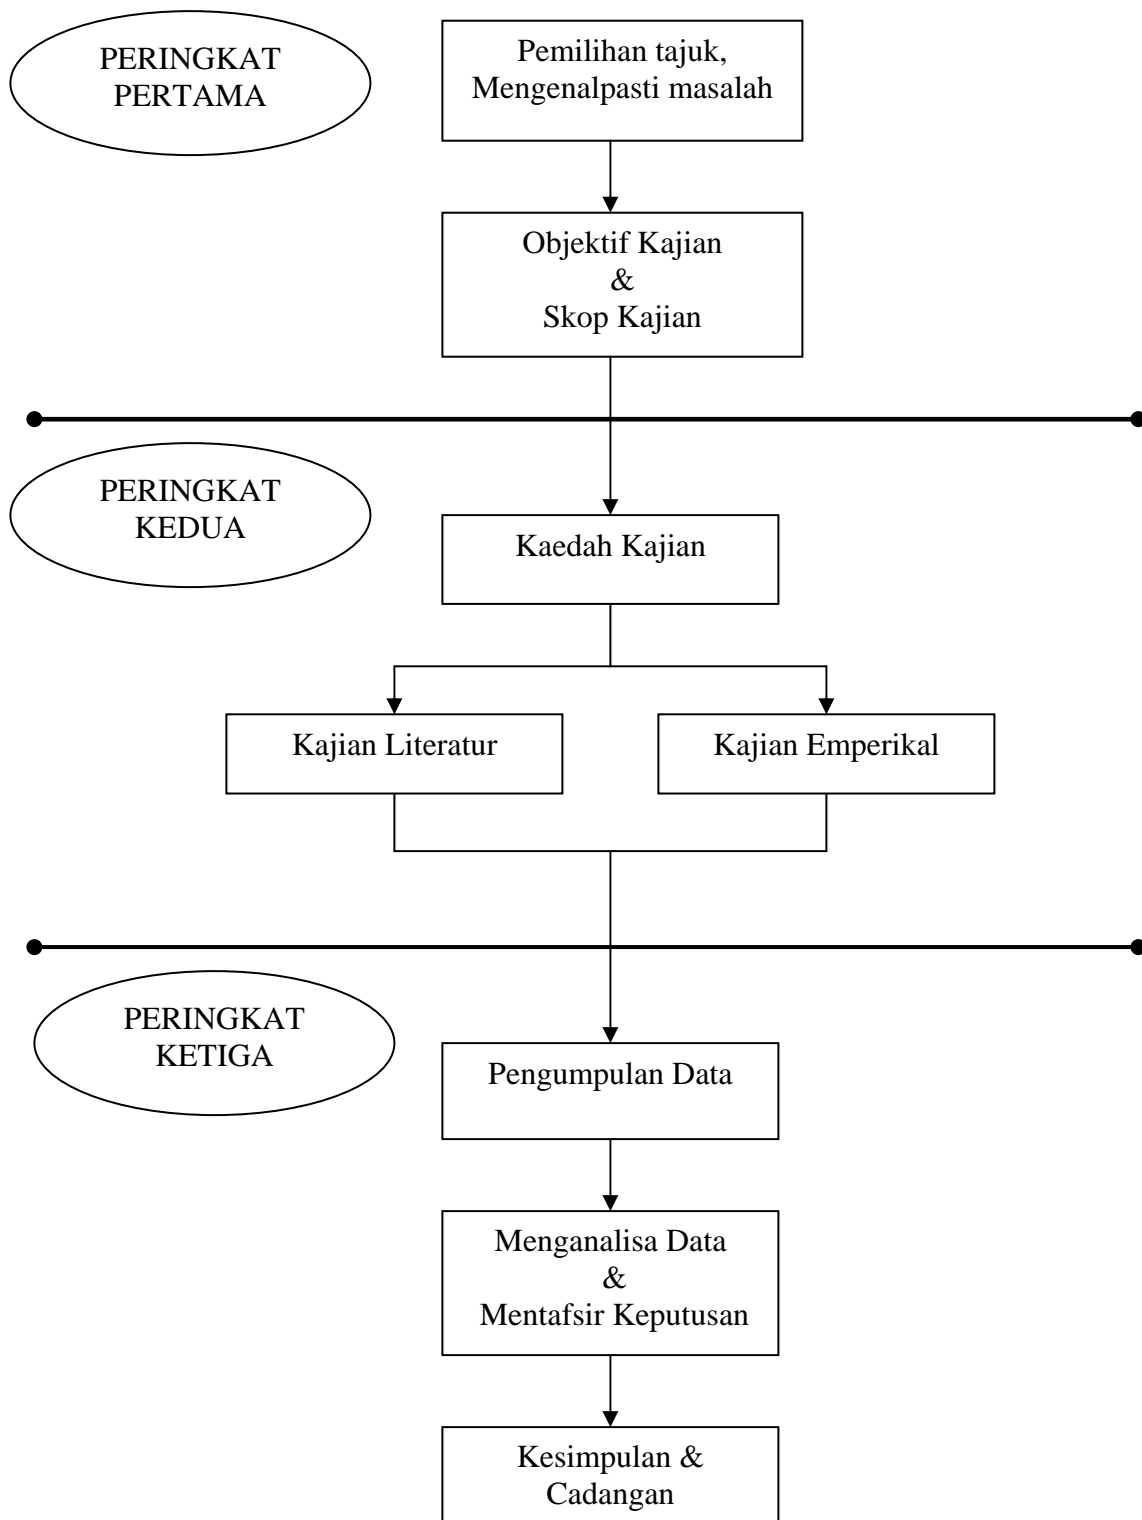 PERINGKAT
PERTAMA
Pemilihan tajuk,
Mengenalpasti masalah
Objektif Kajian
&
Skop Kajian
PERINGKAT
KEDUA
Kaedah Kajian
Kajian Literatur
Kajian Emperikal
PERINGKAT
KETIGA
Pengumpulan Data
Menganalisa Data
&
Mentafsir Keputusan
Kesimpulan &
Cadangan